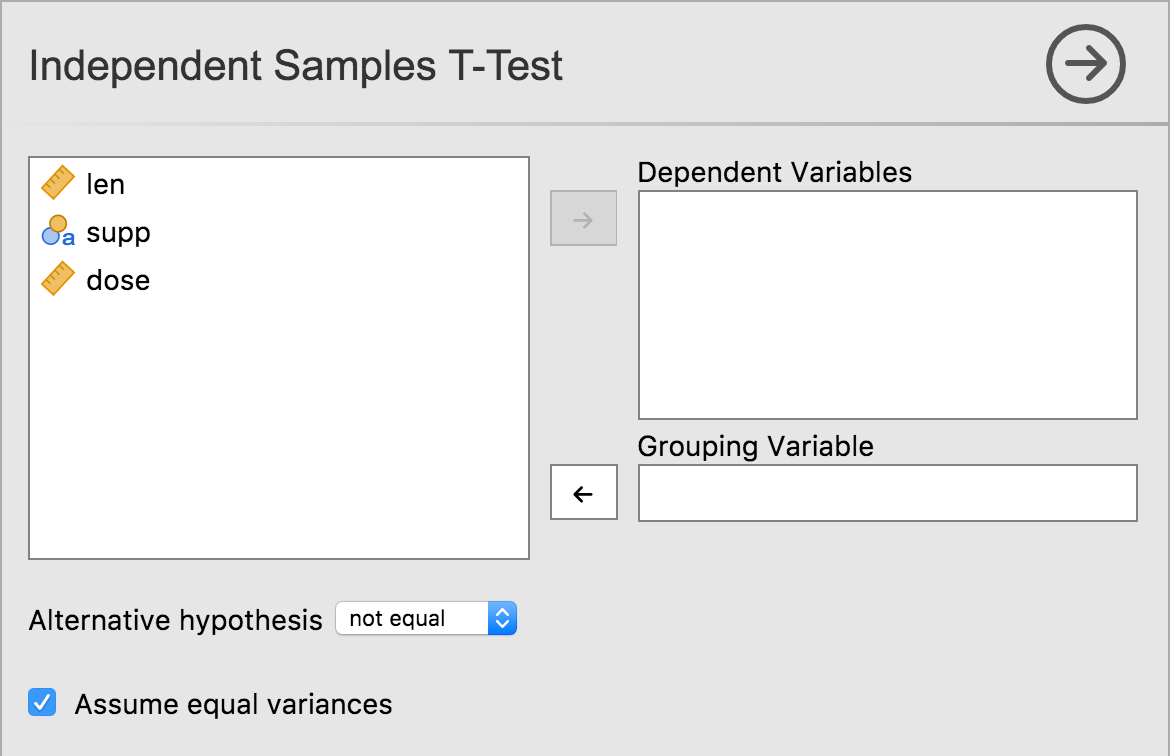 Independent Samples T-Test
len
supp
dose
Dependent Variables
Grouping Variable
Alternative hypothesis not equal
Assume equal variances